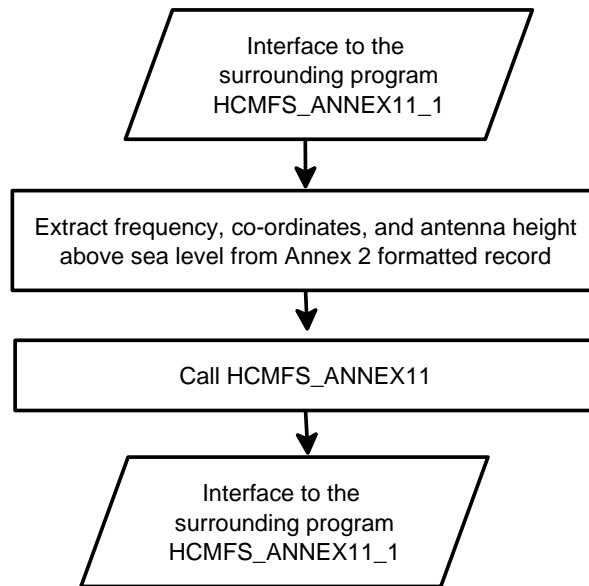 Interface to the
surrounding program
HCMFS_ANNEX11_1
Extract frequency, co-ordinates, and antenna height
above sea level from Annex 2 formatted record
Call HCMFS_ANNEX11
Interface to the
surrounding program
HCMFS_ANNEX11_1